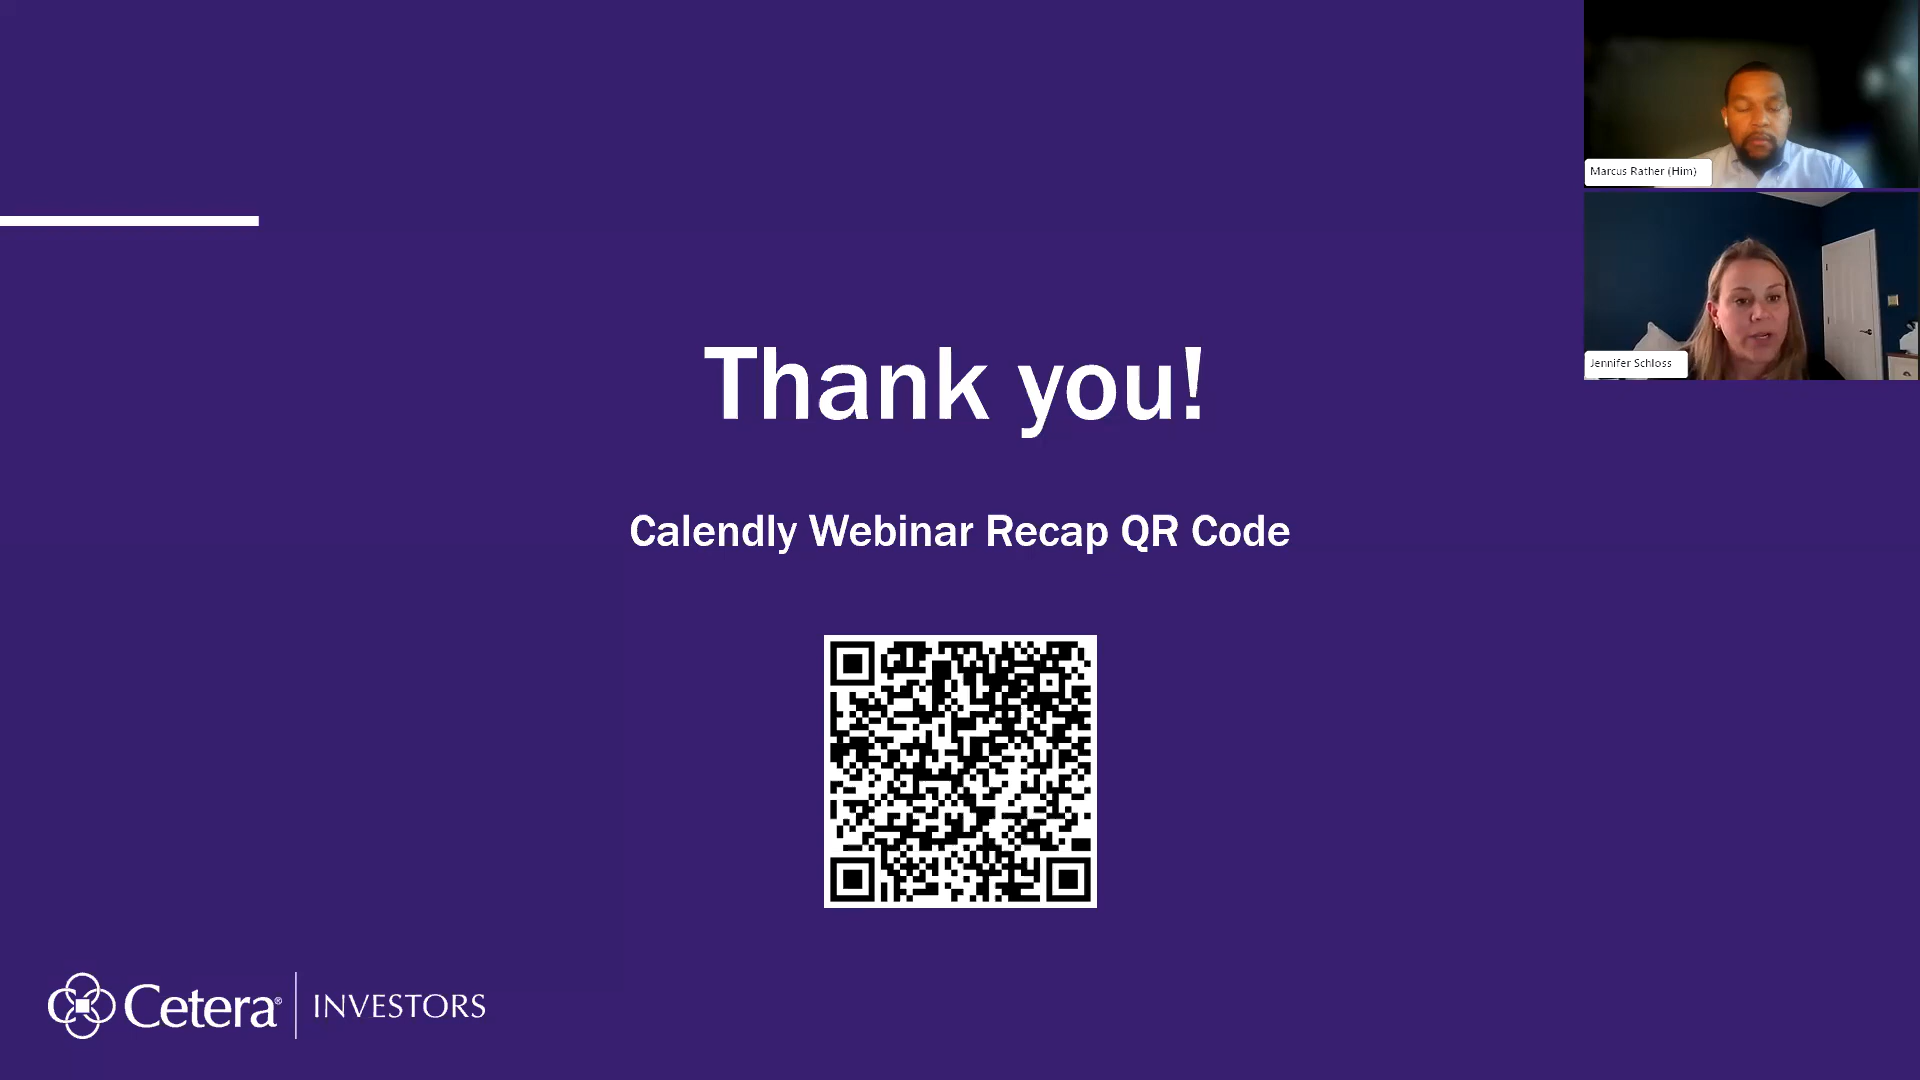 Marcus Rather (Him)
Jennifer Schloss
Thank you!
Calendly Webinar Recap QR Code
Cetera® | INVESTORS